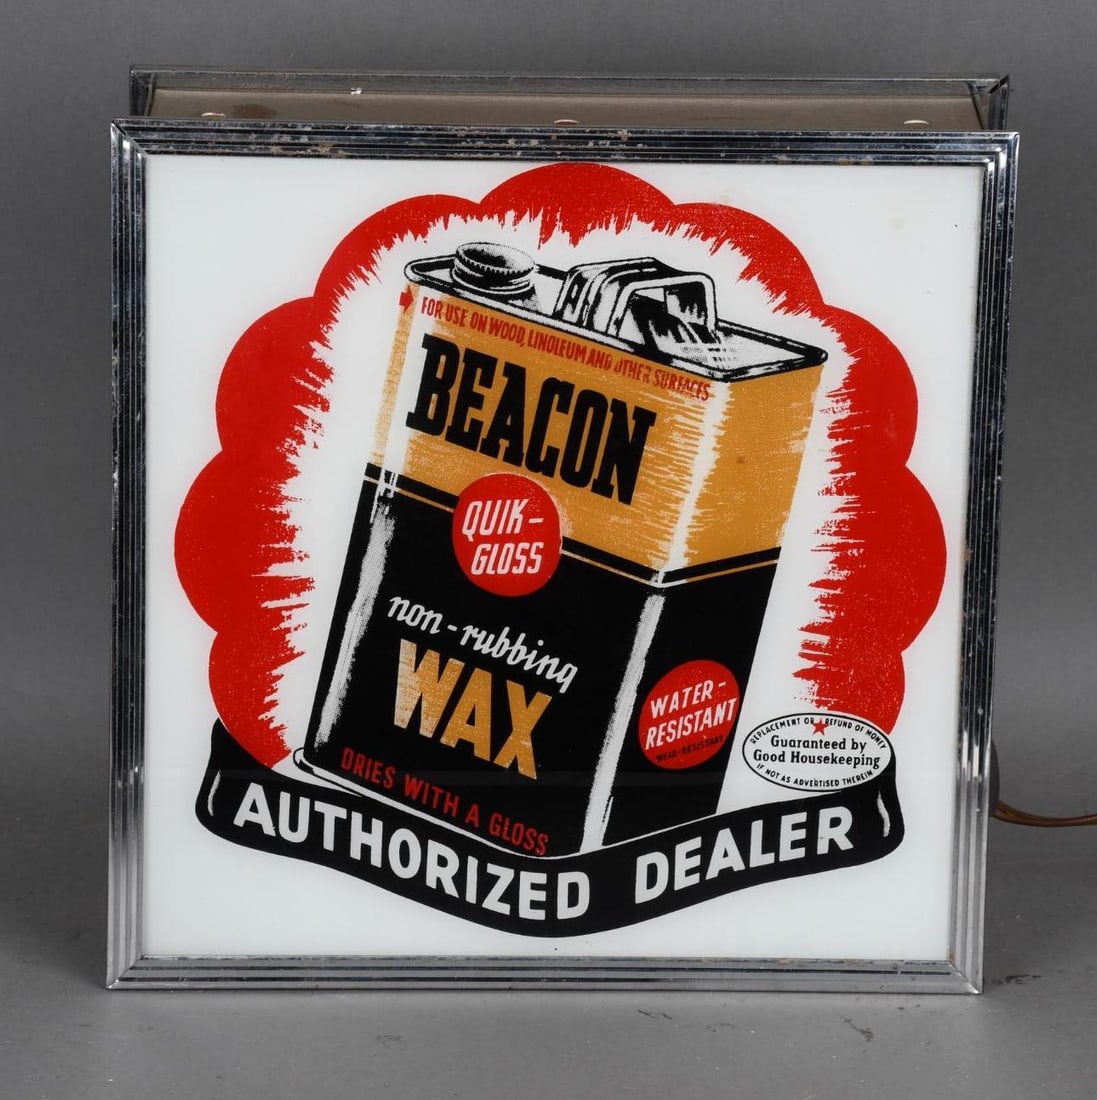 FOR USE ON WOOD, LINOLEUM AND OTHER SURFACES
BEACON
QUIK-
GLOSS
non-rubbing
WAX
DRIES WITH A GLOSS
WATER-
RESISTANT
WEAR-RESISTANT
REPLACEMENT OR REFUND OF MONEY
Guaranteed by
Good Housekeeping
IF NOT AS ADVERTISED THEREIN
AUTHORIZED DEALER